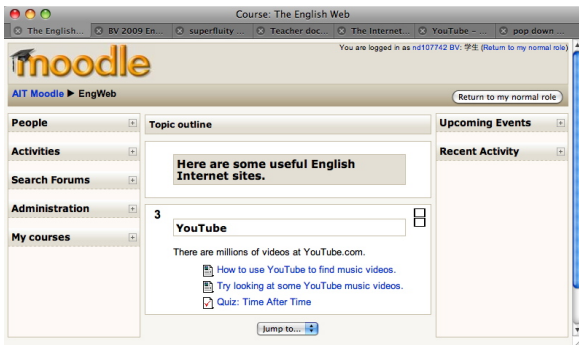 Course: The English Web
The English...
BV 2009 En...
superfluity ...
Teacher doc...
The Internet...
YouTube – ...
pop down ...
moodle
You are logged in as nd107742 BV: 学生 (Return to my normal role)
AIT Moodle ► EngWeb
Return to my normal role
People
Activities
Search Forums
Administration
My courses
Topic outline
Here are some useful English
Internet sites.
3
YouTube
There are millions of videos at YouTube.com.
How to use YouTube to find music videos.
Try looking at some YouTube music videos.
Quiz: Time After Time
Jump to...
Upcoming Events
Recent Activity